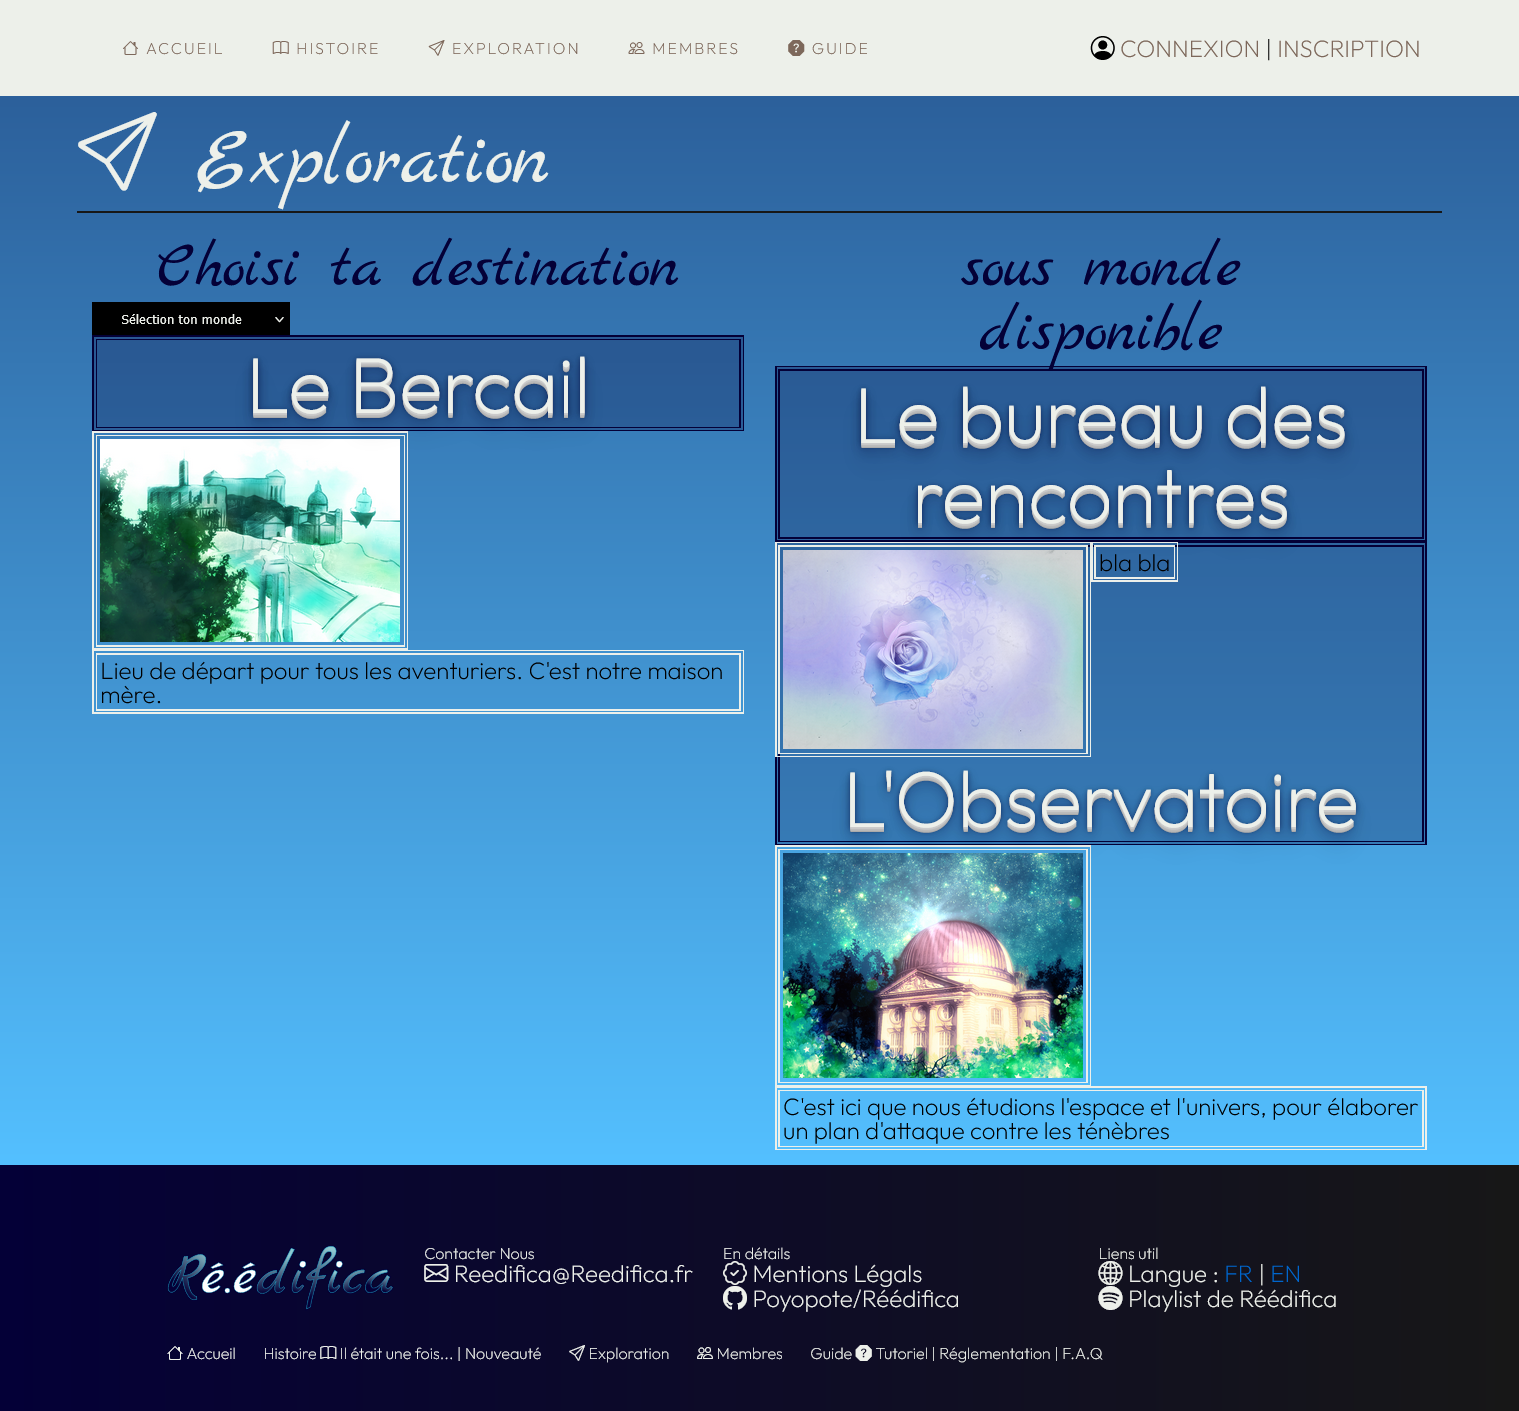 ACCUEIL HISTOIRE EXPLORATION MEMBRES GUIDE CONNEXION | INSCRIPTION
Exploration
Choisi ta destination
Sélection ton monde
Le Bercail
Lieu de départ pour tous les aventuriers. C'est notre maison
mère.
sous monde
disponible
Le bureau des
rencontres
bla bla
L'Observatoire
C'est ici que nous étudions l'espace et l'univers, pour élaborer
un plan d'attaque contre les ténèbres
Ré.édifica
Contacter Nous
Reedifica@Reedifica.fr
En détails
Mentions Légals
Poyopote/Réédifica
Liens util
Langue : FR | EN
Playlist de Réédifica
Accueil Histoire Il était une fois... | Nouveauté Exploration Membres Guide Tutoriel | Réglementation | F.A.Q